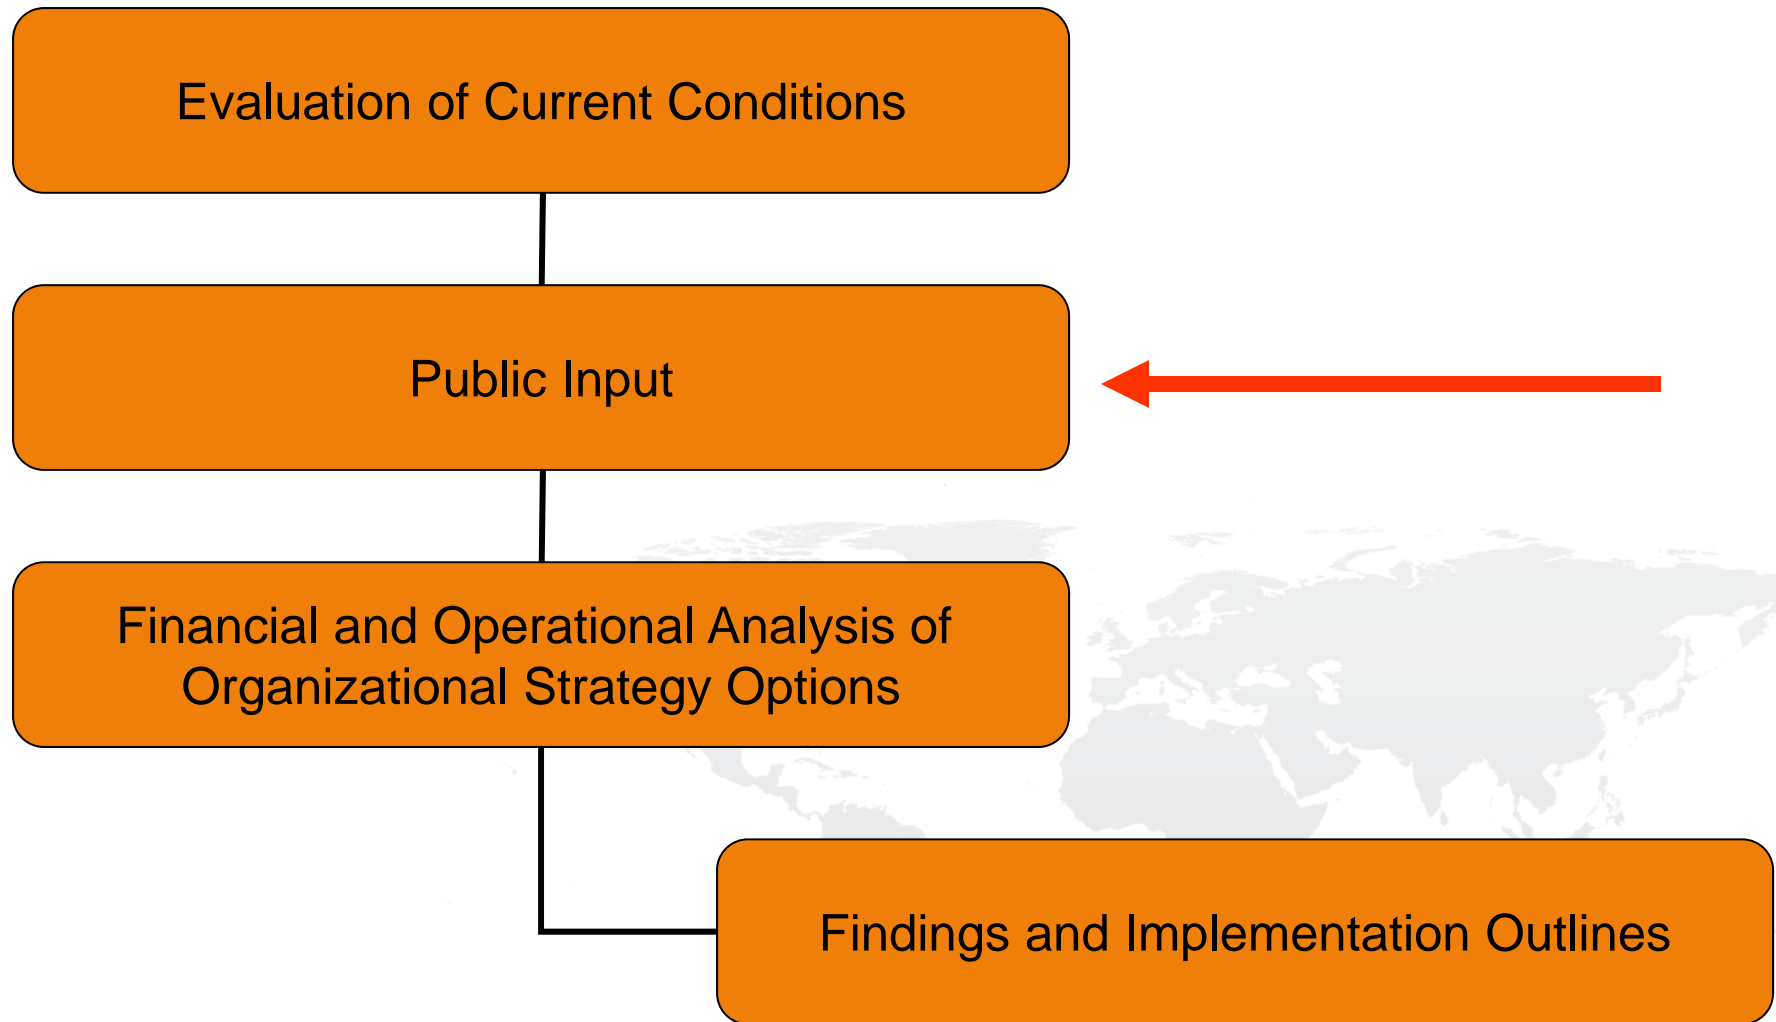 Evaluation of Current Conditions
Public Input
Financial and Operational Analysis of
Organizational Strategy Options
Findings and Implementation Outlines